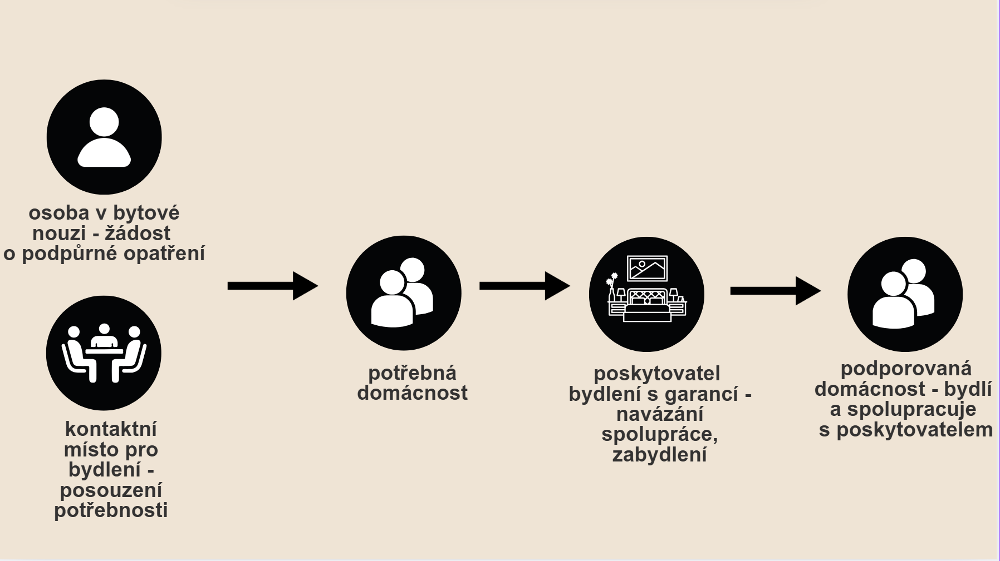 osoba v bytové
nouzi - žádost
o podpůrné opatření
kontaktní
místo pro
bydlení -
posouzení
potřebnosti
potřebná
domácnost
poskytovatel
bydlení s garancí -
navázání
spolupráce,
zabydlení
podporovaná
domácnost - bydlí
a spolupracuje
s poskytovatelem